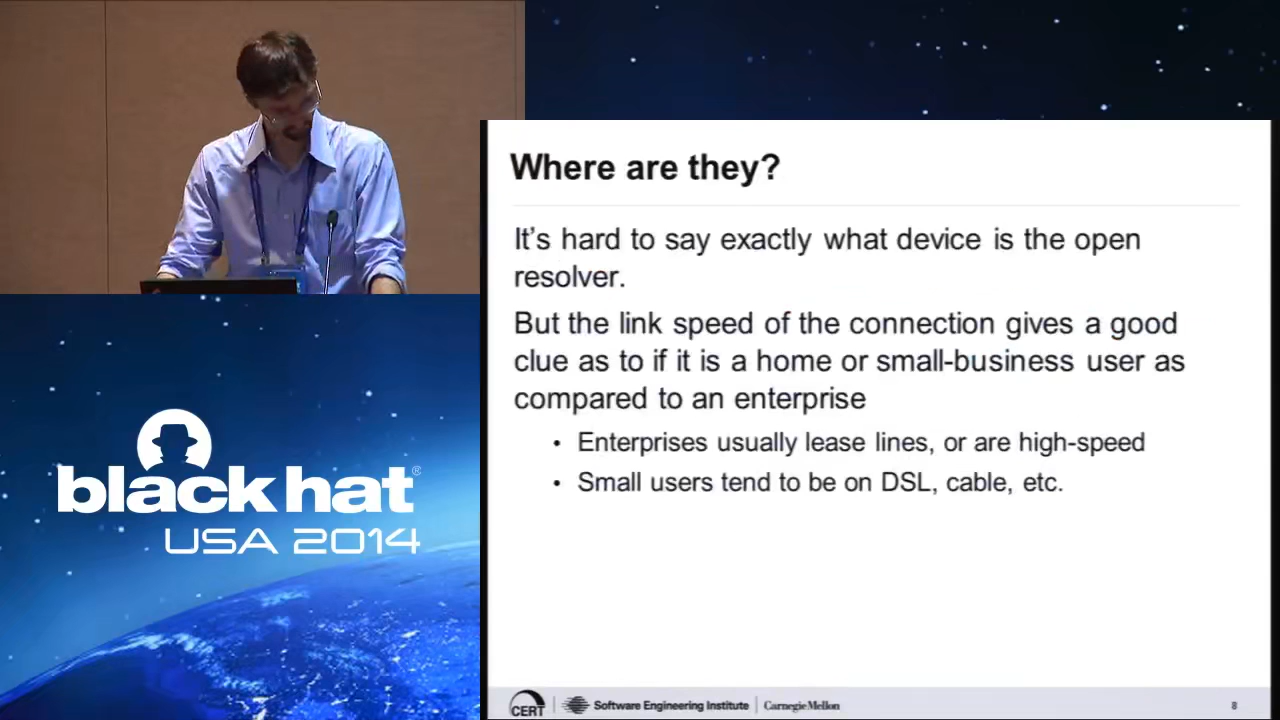 Where are they?
It's hard to say exactly what device is the open
resolver.
But the link speed of the connection gives a good
clue as to if it is a home or small-business user as
compared to an enterprise
• Enterprises usually lease lines, or are high-speed
• Small users tend to be on DSL, cable, etc.
black hat®
USA 2014
CERT | Software Engineering Institute | Carnegie Mellon 8